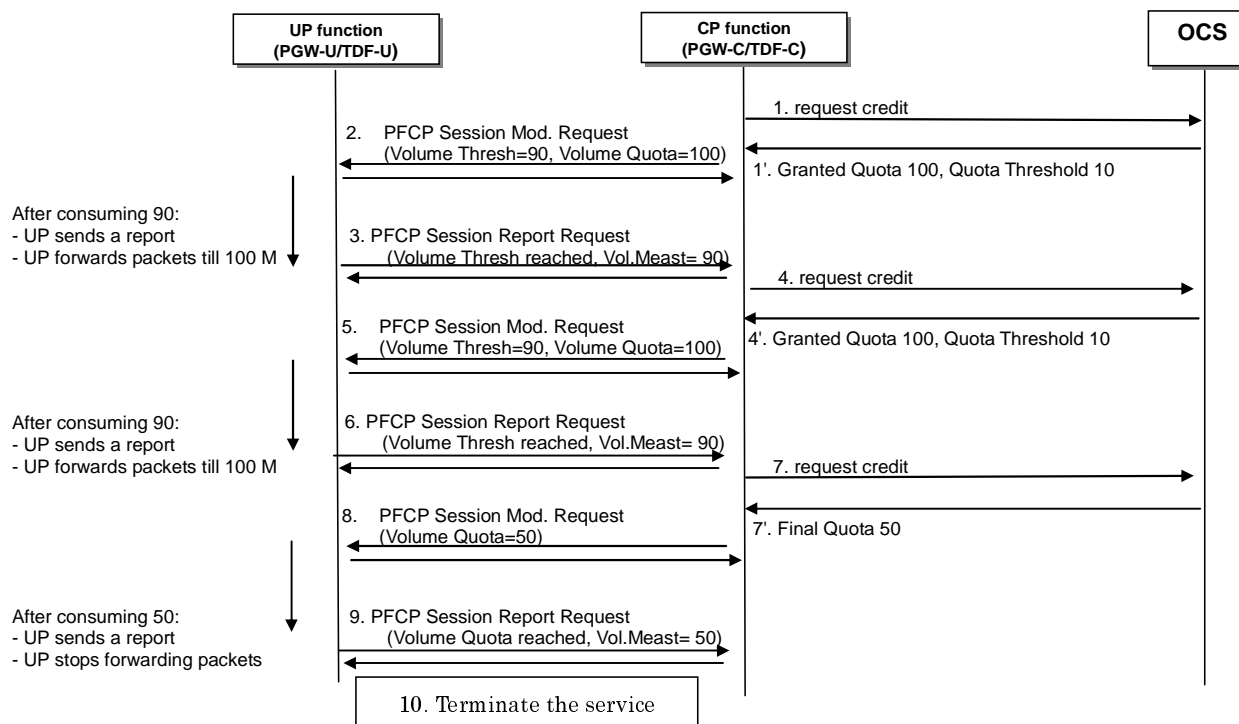 UP function
(PGW-U/TDF-U)
CP function
(PGW-C/TDF-C)
OCS
1. request credit
2. PFCP Session Mod. Request
(Volume Thresh=90, Volume Quota=100)
1'. Granted Quota 100, Quota Threshold 10
After consuming 90:
- UP sends a report
- UP forwards packets till 100 M
3. PFCP Session Report Request
(Volume Thresh reached, Vol.Meast= 90)
4. request credit
5. PFCP Session Mod. Request
(Volume Thresh=90, Volume Quota=100)
4'. Granted Quota 100, Quota Threshold 10
After consuming 90:
- UP sends a report
- UP forwards packets till 100 M
6. PFCP Session Report Request
(Volume Thresh reached, Vol.Meast= 90)
7. request credit
8. PFCP Session Mod. Request
(Volume Quota=50)
7'. Final Quota 50
After consuming 50:
- UP sends a report
- UP stops forwarding packets
9. PFCP Session Report Request
(Volume Quota reached, Vol.Meast= 50)
10. Terminate the service